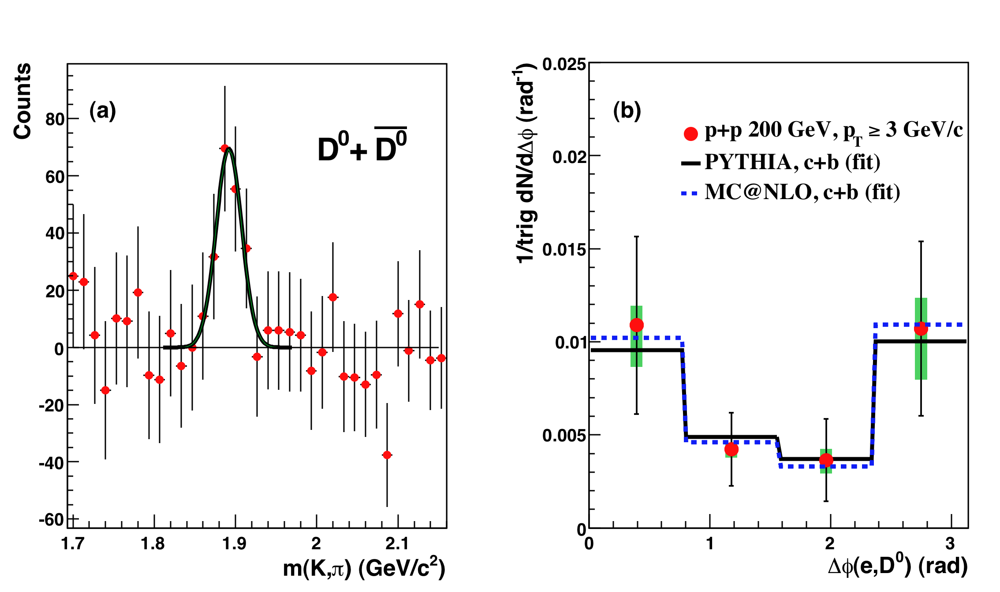 Counts
(a)
D⁰+ D̅⁰
80
60
40
20
0
-20
-40
-60
1.7 1.8 1.9 2 2.1
m(K,π) (GeV/c²)
1/trig dN/dΔϕ (rad⁻¹)
(b)
p+p 200 GeV, p_T ≥ 3 GeV/c
PYTHIA, c+b (fit)
MC@NLO, c+b (fit)
0.025
0.02
0.015
0.01
0.005
0
0 1 2 3
Δϕ(e,D⁰) (rad)